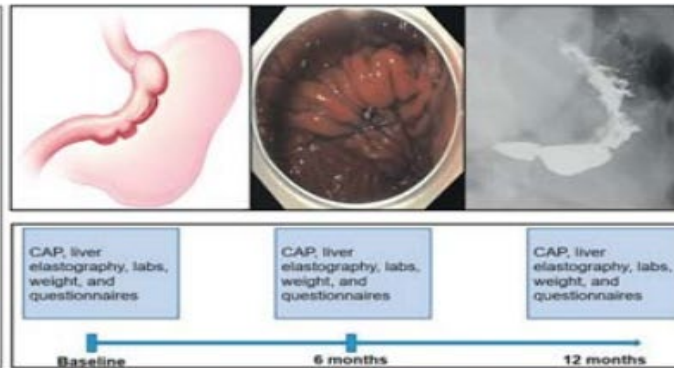 CAP, liver
elastography, labs,
weight, and
questionnaires
CAP, liver
elastography, labs,
weight, and
questionnaires
CAP, liver
elastography, labs,
weight, and
questionnaires
Baseline
6 months
12 months